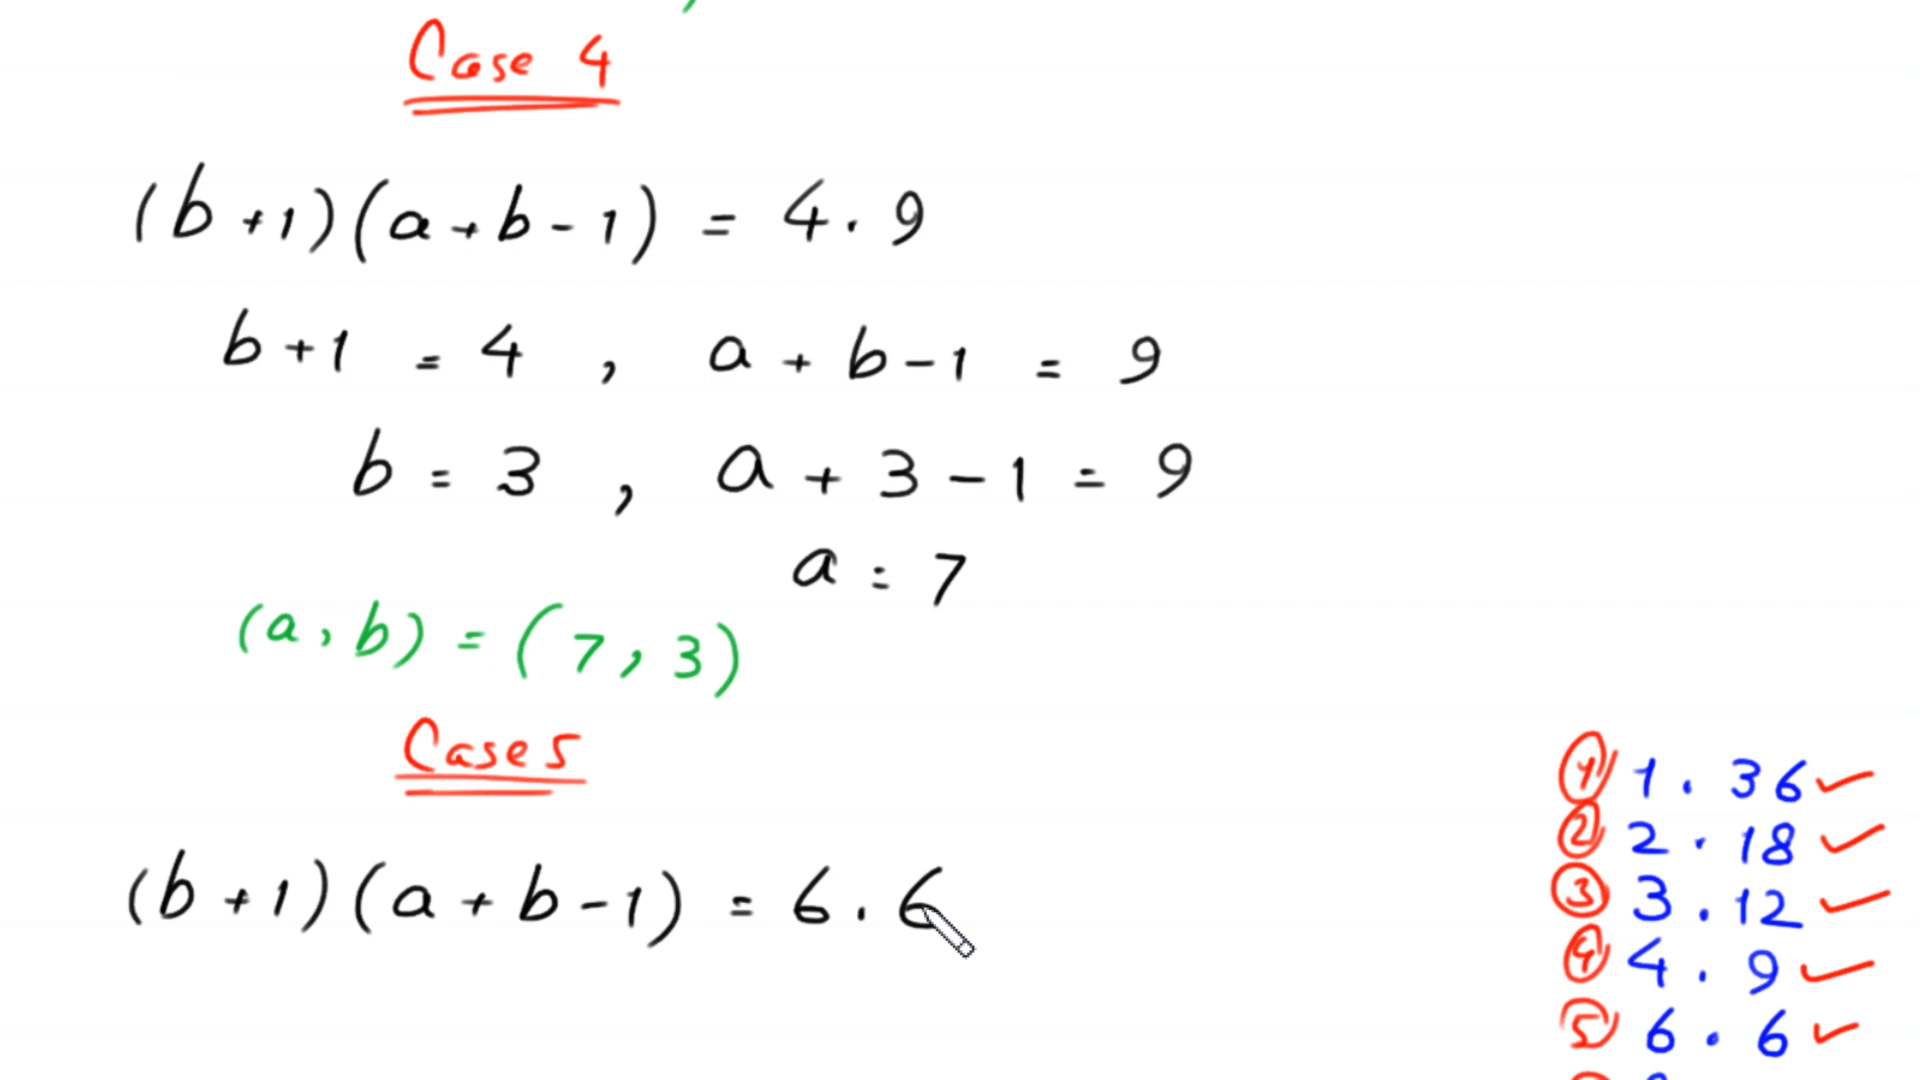 Case 4
(b+1)(a+b-1) = 4.9
b+1 = 4 , a+b-1 = 9
b = 3 , a+3-1 = 9
a = 7
(a,b) = (7,3)
Case 5
(b+1)(a+b-1) = 6.6
① 1.36 ✓
② 2.18 ✓
③ 3.12 ✓
④ 4.9 ✓
⑤ 6.6 ✓